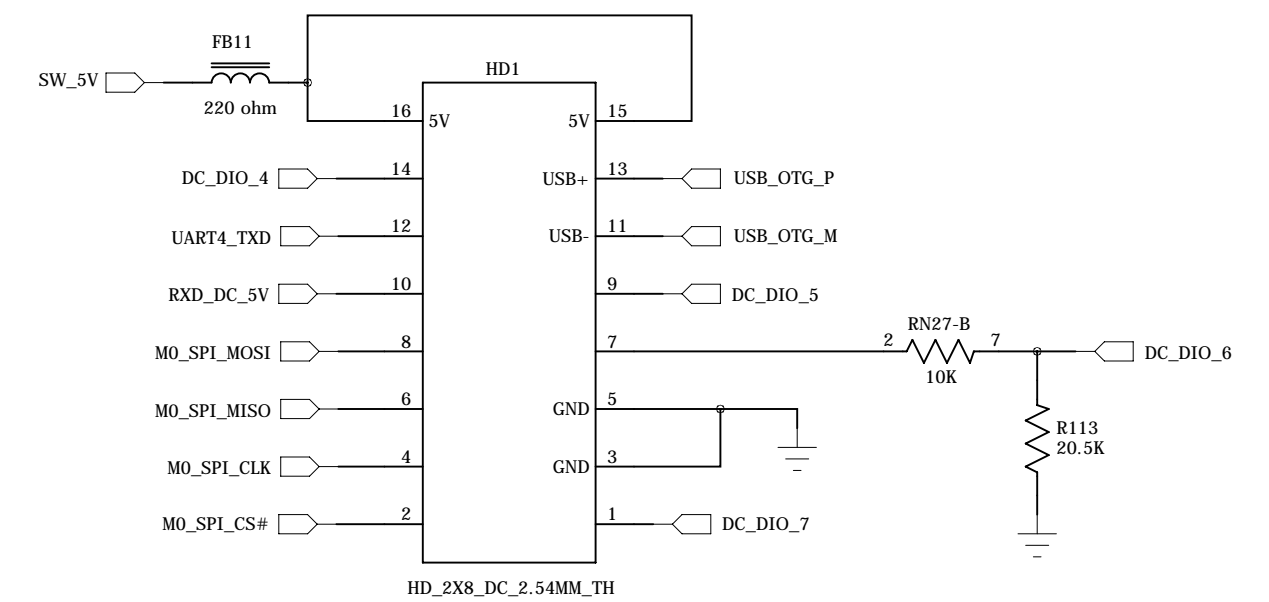 FB11
SW_5V
220 ohm
HD1
16 5V 5V 15
DC_DIO_4 14 USB+ 13 USB_OTG_P
UART4_TXD 12 USB- 11 USB_OTG_M
RXD_DC_5V 10 9 DC_DIO_5
RN27-B
M0_SPI_MOSI 8 7 2 7 DC_DIO_6
10K
M0_SPI_MISO 6 GND 5
R113
20.5K
M0_SPI_CLK 4 GND 3
M0_SPI_CS# 2 1 DC_DIO_7
HD_2X8_DC_2.54MM_TH